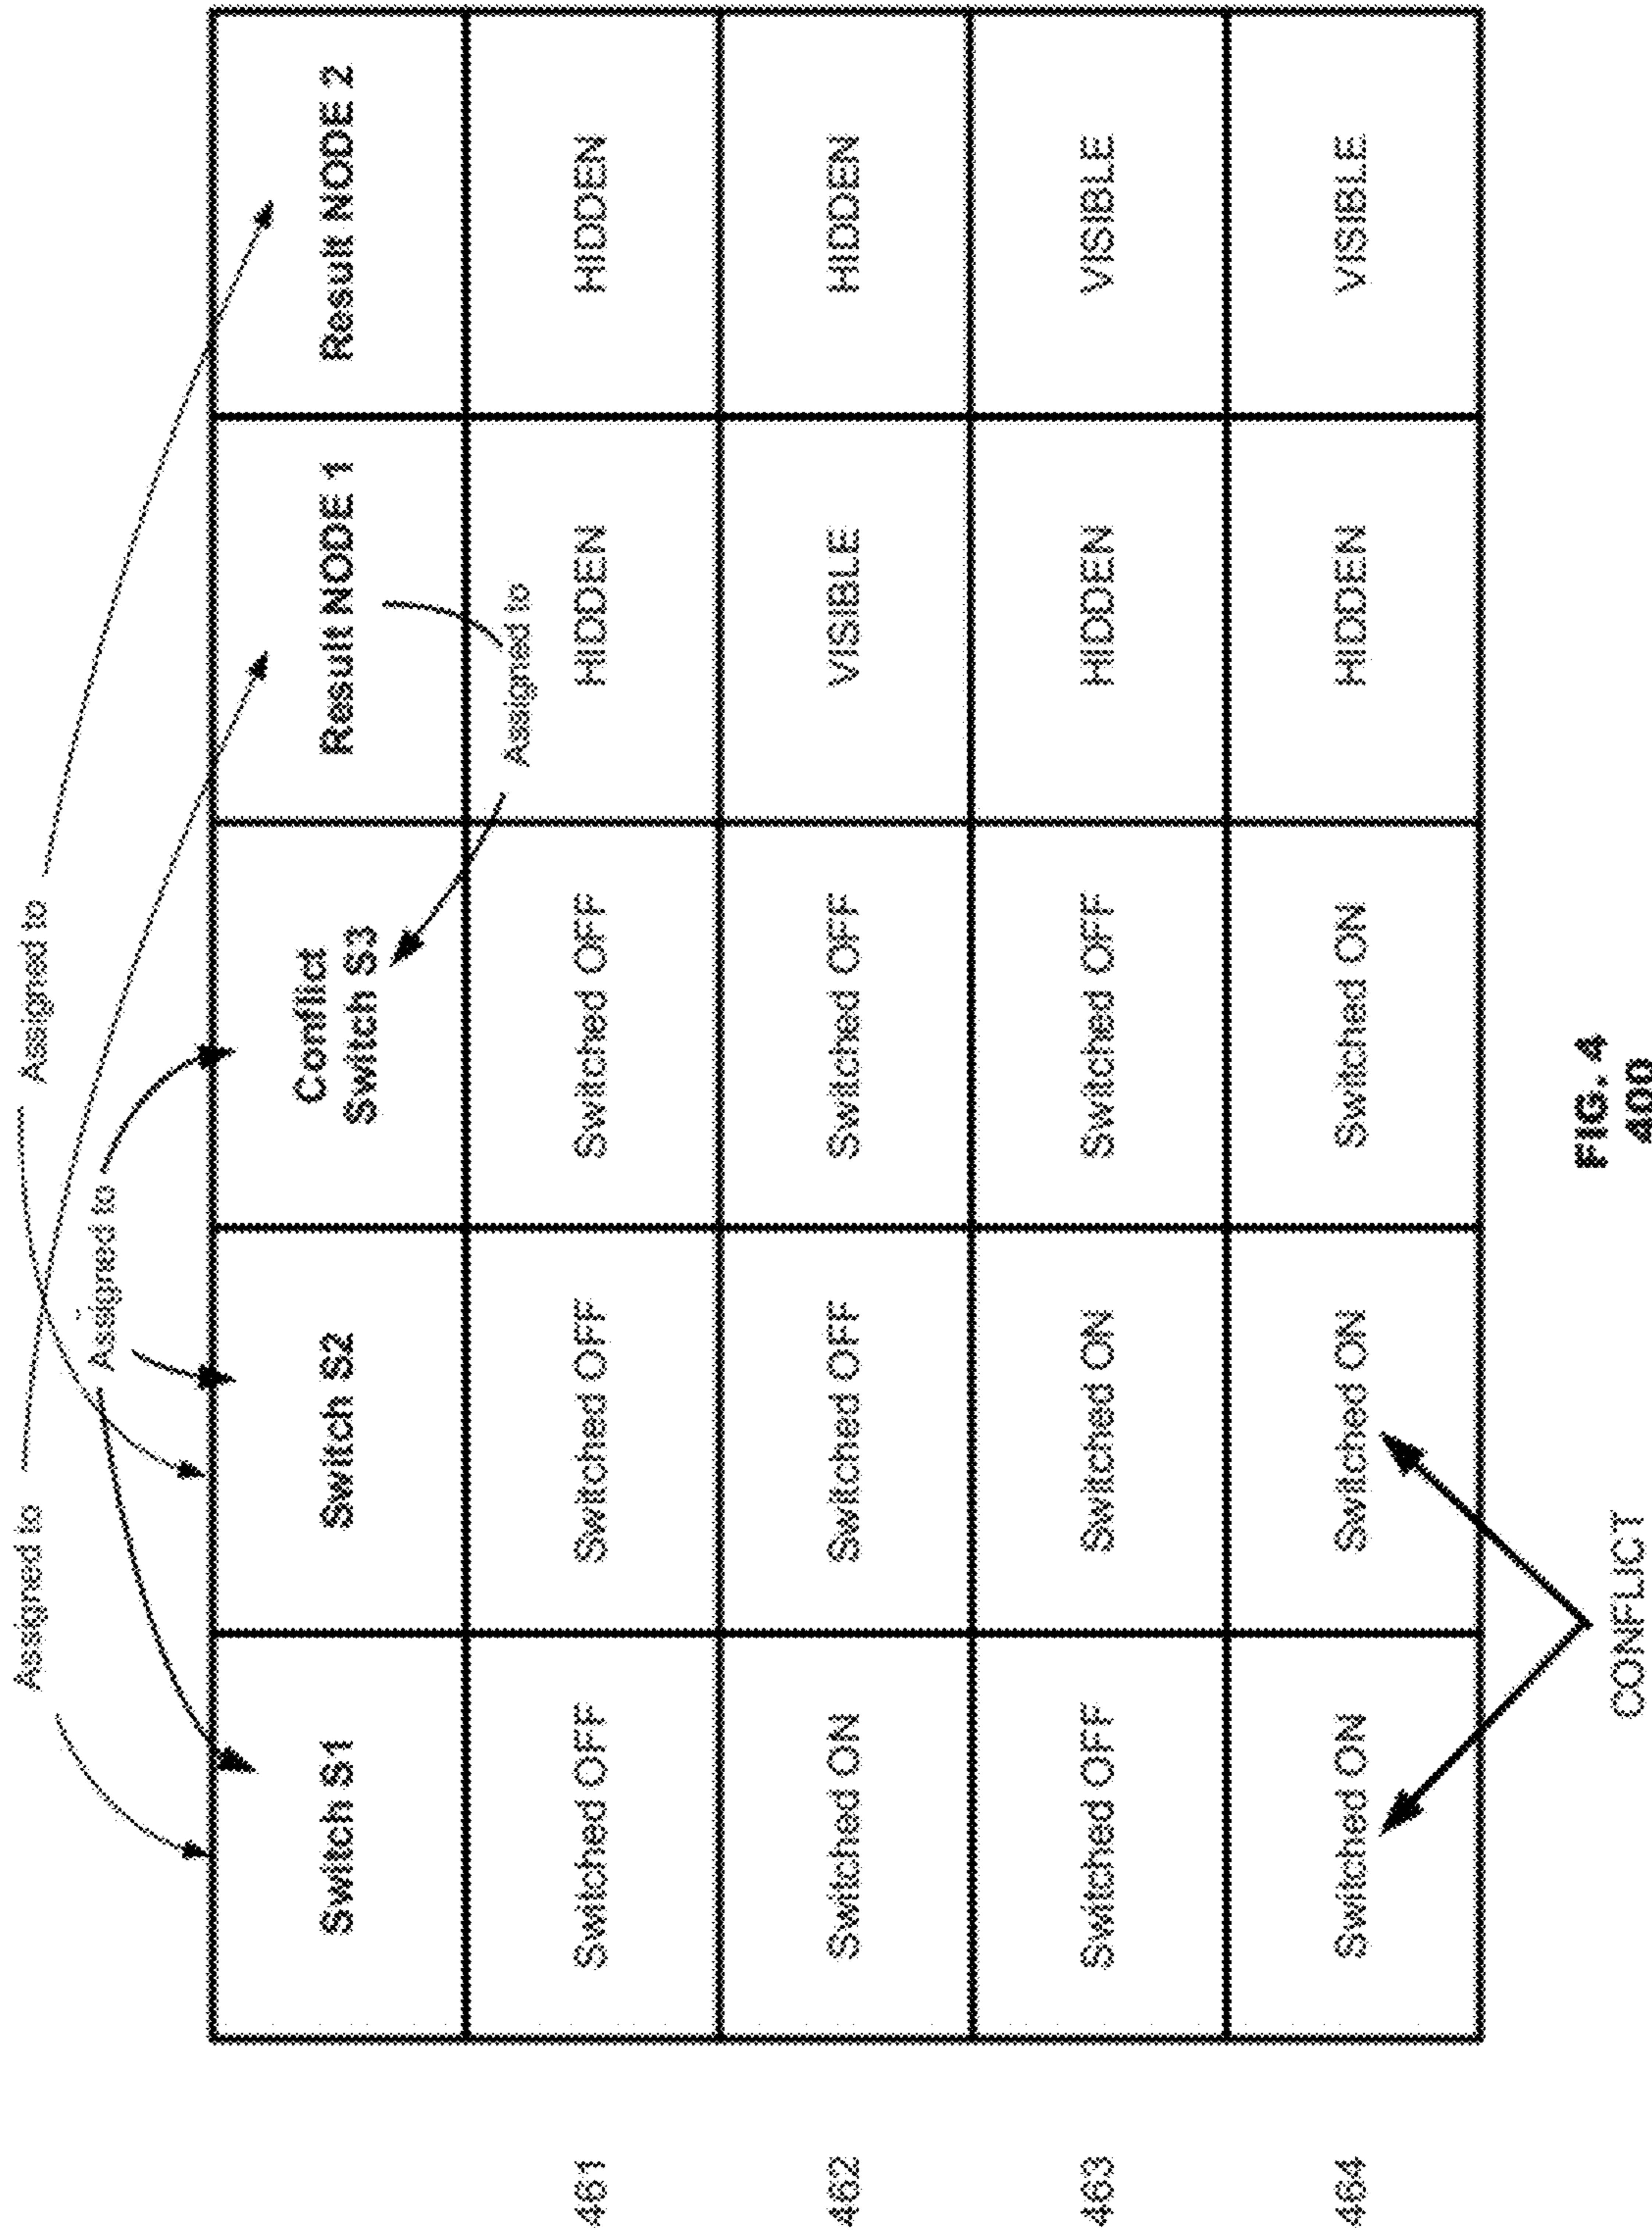 Assigned to
Assigned to
Assigned to
Switch S1
Switch S2
Conflict
Switch S3
Result NODE 1
Result NODE 2
Assigned to
461
Switched OFF
Switched OFF
Switched OFF
HIDDEN
HIDDEN
462
Switched ON
Switched OFF
Switched OFF
VISIBLE
HIDDEN
463
Switched OFF
Switched ON
Switched OFF
HIDDEN
VISIBLE
464
Switched ON
Switched ON
Switched ON
HIDDEN
VISIBLE
CONFLICT
FIG. 4
400